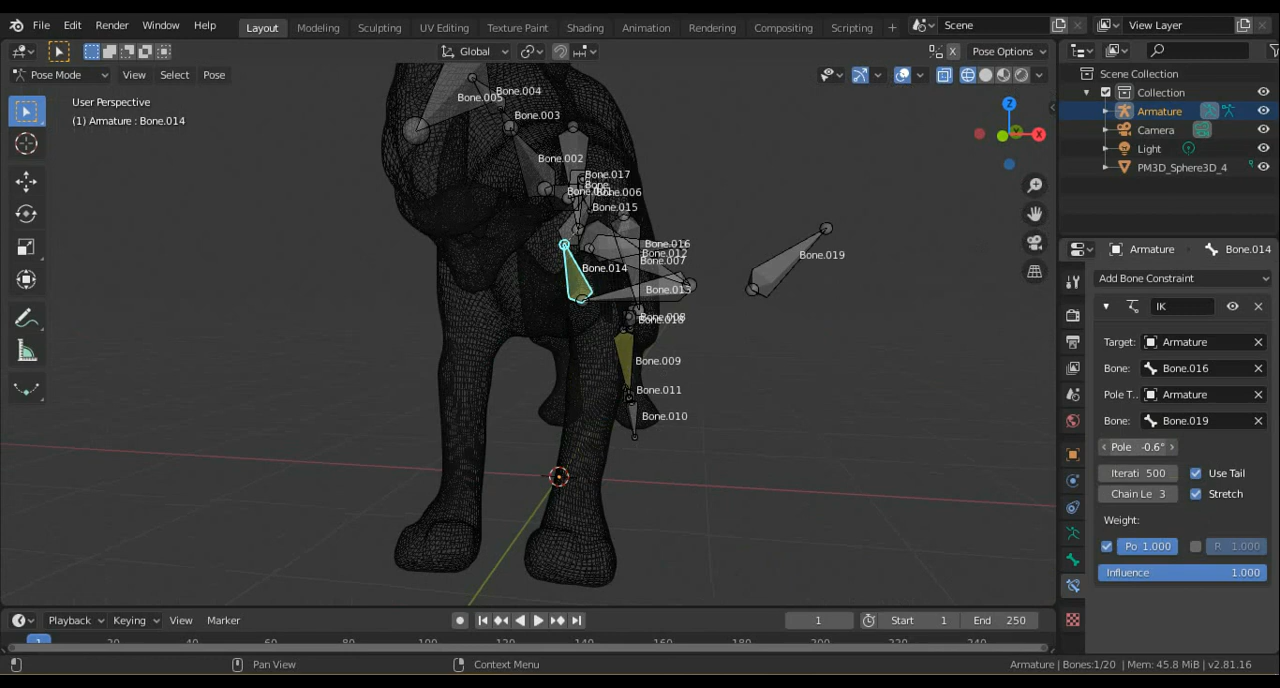 File Edit Render Window Help Layout Modeling Sculpting UV Editing Texture Paint Shading Animation Rendering Compositing Scripting + Scene View Layer
Global X Pose Options
Pose Mode View Select Pose
User Perspective
(1) Armature : Bone.014
Bone.004
Bone.005
Bone.003
Bone.002
Bone.017
Bone
Bone.006
Bone.015
Bone.016
Bone.012
Bone.007
Bone.014
Bone.013
Bone.019
Bone.008
Bone.018
Bone.009
Bone.011
Bone.010
Z
X
Scene Collection
Collection
Armature
Camera
Light
PM3D_Sphere3D_4
Armature Bone.014
Add Bone Constraint
IK
Target: Armature
Bone: Bone.016
Pole T.. Armature
Bone: Bone.019
Pole -0.6°
Iterati 500 Use Tail
Chain Le 3 Stretch
Weight:
Po 1.000 R 1.000
Influence 1.000
Playback Keying View Marker 1 Start 1 End 250
1 20 40 60 80 100 120 140 160 180 200 220 240
Pan View Context Menu Armature | Bones:1/20 | Mem: 45.8 MiB | v2.81.16